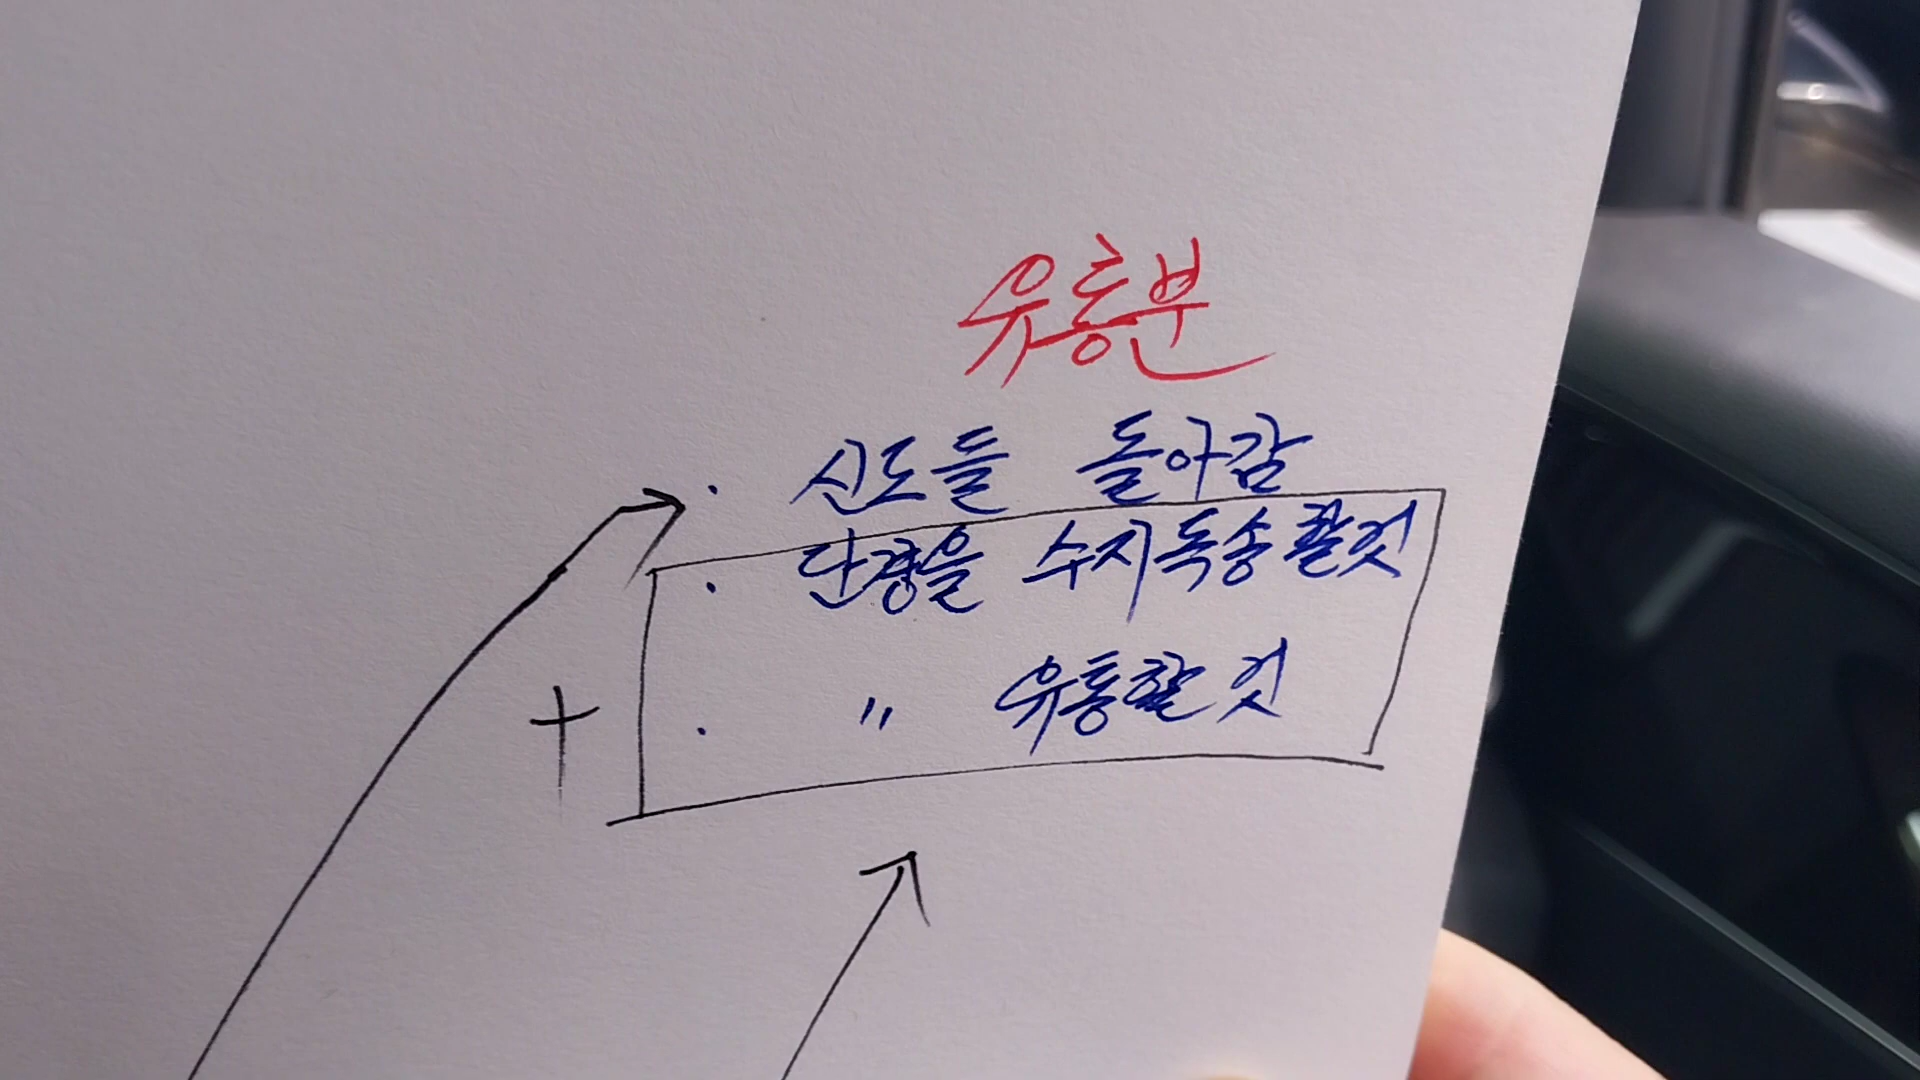 유통분
· 신도들 돌아감
· 단경을 수지독송할것
+
· " 유통할 것